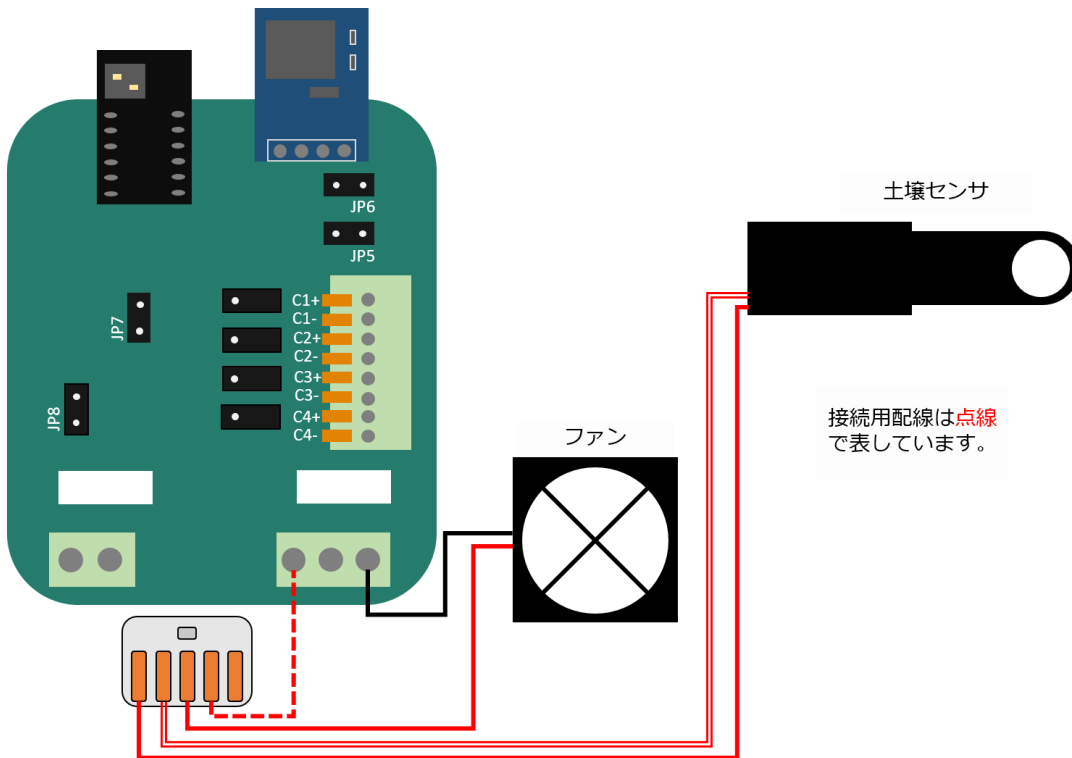 土壌センサ
JP6
JP5
C1+
C1-
C2+
C2-
C3+
C3-
C4+
C4-
JP7
JP8
ファン
接続用配線は点線
で表しています。